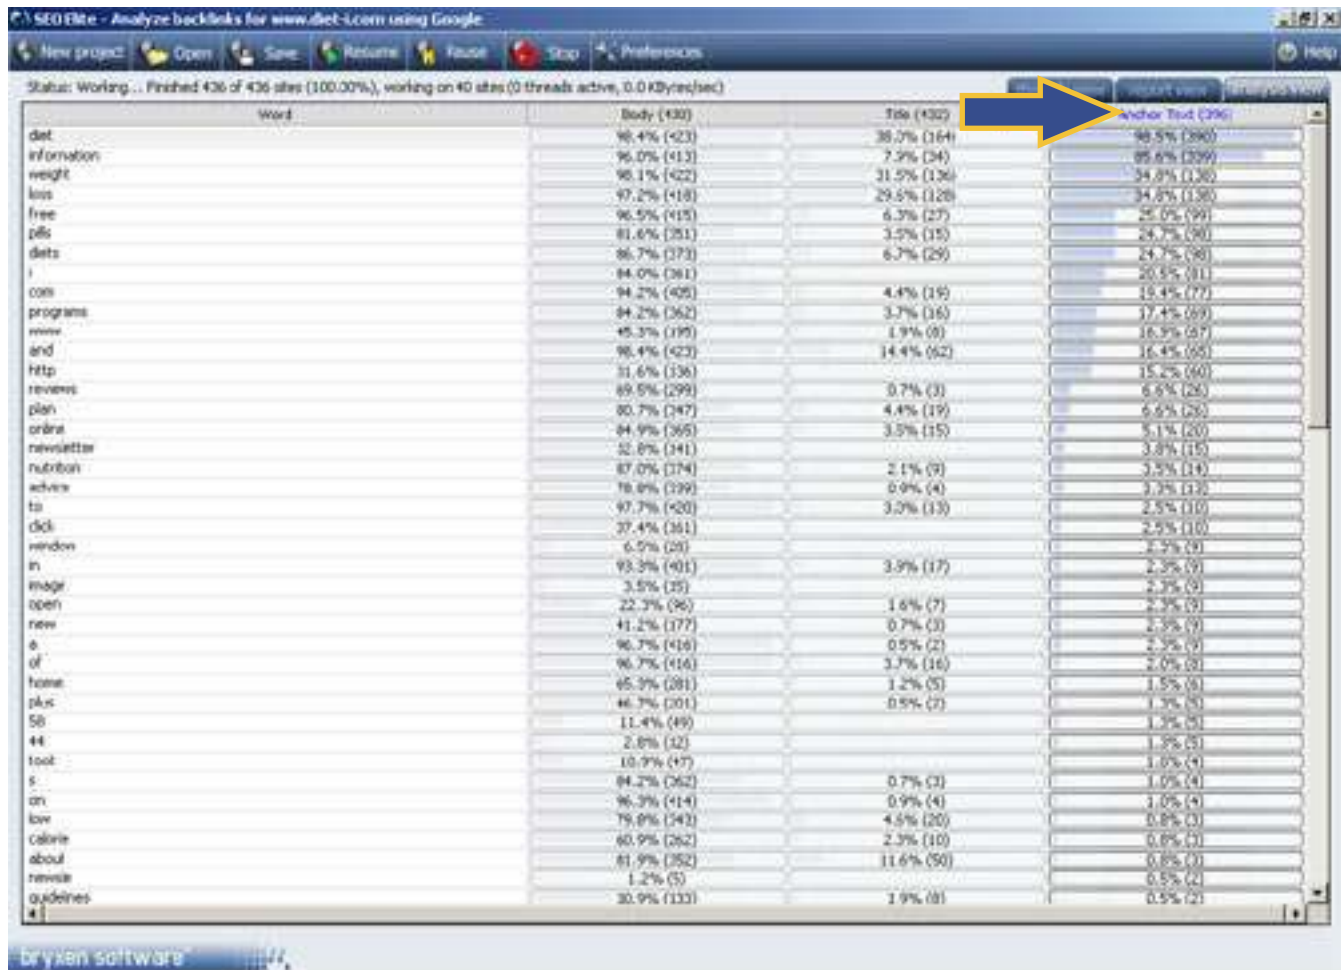 SEO Elite - Analyze backlinks for www.diet-i.com using Google
New project Open Save Resume Pause Stop Preferences Help
Status: Working... Finished 436 of 436 sites (100.00%), working on 40 sites (0 threads active, 0.0 KBytes/sec)
Word Body (430) Title (432) Anchor Text (396)
diet 98.4% (423) 38.0% (164) 98.5% (390)
information 96.0% (413) 7.9% (34) 85.6% (339)
weight 98.1% (422) 31.5% (136) 34.8% (138)
loss 97.2% (418) 29.6% (128) 34.8% (138)
free 96.5% (415) 6.3% (27) 25.0% (99)
pills 81.6% (351) 3.5% (15) 24.7% (98)
diets 86.7% (373) 6.7% (29) 24.7% (98)
i 84.0% (361) 20.5% (81)
com 94.2% (405) 4.4% (19) 19.4% (77)
programs 84.2% (362) 3.7% (16) 17.4% (69)
www 45.3% (195) 1.9% (8) 16.9% (67)
and 98.4% (423) 14.4% (62) 16.4% (65)
http 31.6% (136) 15.2% (60)
reviews 69.5% (299) 0.7% (3) 6.6% (26)
plan 80.7% (347) 4.4% (19) 6.6% (26)
online 84.9% (365) 3.5% (15) 5.1% (20)
newsletter 32.8% (141) 3.8% (15)
nutrition 87.0% (374) 2.1% (9) 3.5% (14)
advice 78.8% (339) 0.9% (4) 3.3% (13)
to 97.7% (420) 3.0% (13) 2.5% (10)
click 37.4% (161) 2.5% (10)
window 6.5% (28) 2.3% (9)
in 93.3% (401) 3.9% (17) 2.3% (9)
image 3.5% (15) 2.3% (9)
open 22.3% (96) 1.6% (7) 2.3% (9)
new 41.2% (177) 0.7% (3) 2.3% (9)
a 96.7% (416) 0.5% (2) 2.3% (9)
of 96.7% (416) 3.7% (16) 2.0% (8)
home 65.3% (281) 1.2% (5) 1.5% (6)
plus 46.7% (201) 0.5% (2) 1.3% (5)
58 11.4% (49) 1.3% (5)
44 2.8% (12) 1.3% (5)
tool 10.9% (47) 1.0% (4)
s 84.2% (362) 0.7% (3) 1.0% (4)
on 96.3% (414) 0.9% (4) 1.0% (4)
low 79.8% (343) 4.6% (20) 0.8% (3)
calorie 60.9% (262) 2.3% (10) 0.8% (3)
about 81.9% (352) 11.6% (50) 0.8% (3)
newsle 1.2% (5) 0.5% (2)
guidelines 30.9% (133) 1.9% (8) 0.5% (2)
bryxen software